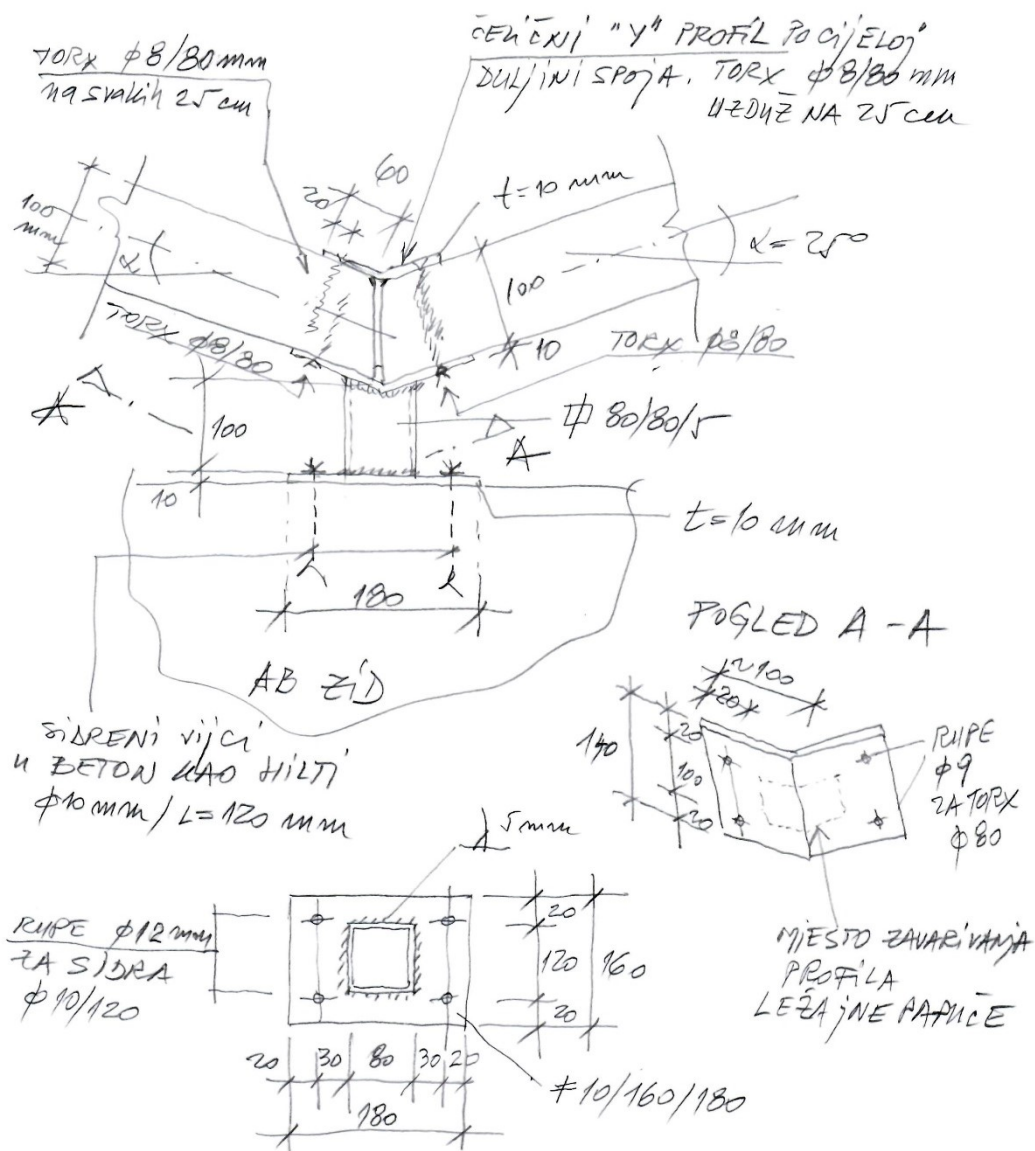 TORX φ8/80 mm
na svakih 25 cm
ČELIČNI "Y" PROFIL PO CIJELOJ
DULJINI SPOJA. TORX φ8/80 mm
UZDUŽ NA 25 cm
60
20
t=10 mm
100
mm
α
α=25°
100
10
TORX φ8/80
TORX φ8/80
A
A
100
10
80/80/5
t=10 mm
180
AB ZID
SIDRENI VIJCI
U BETON KAO HILTI
φ10 mm / L=120 mm
POGLED A-A
~100
20
140
20
100
20
RUPE
φ9
ZA TORX
φ80
MJESTO ZAVARIVANJA
PROFILA
LEŽAJNE PAPUČE
5 mm
RUPE φ12 mm
ZA SIDRA
φ10/120
20
120
20
160
20 30 80 30 20
180
≠10/160/180